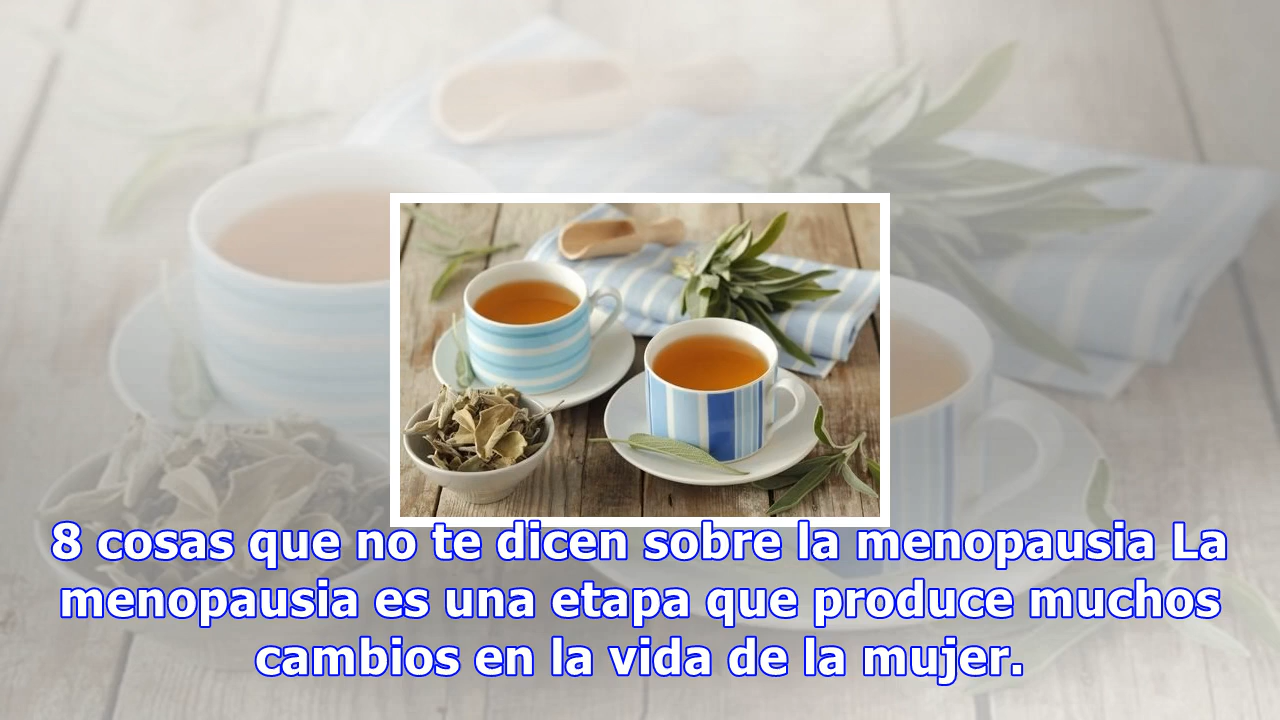 8 cosas que no te dicen sobre la menopausia La
menopausia es una etapa que produce muchos
cambios en la vida de la mujer.